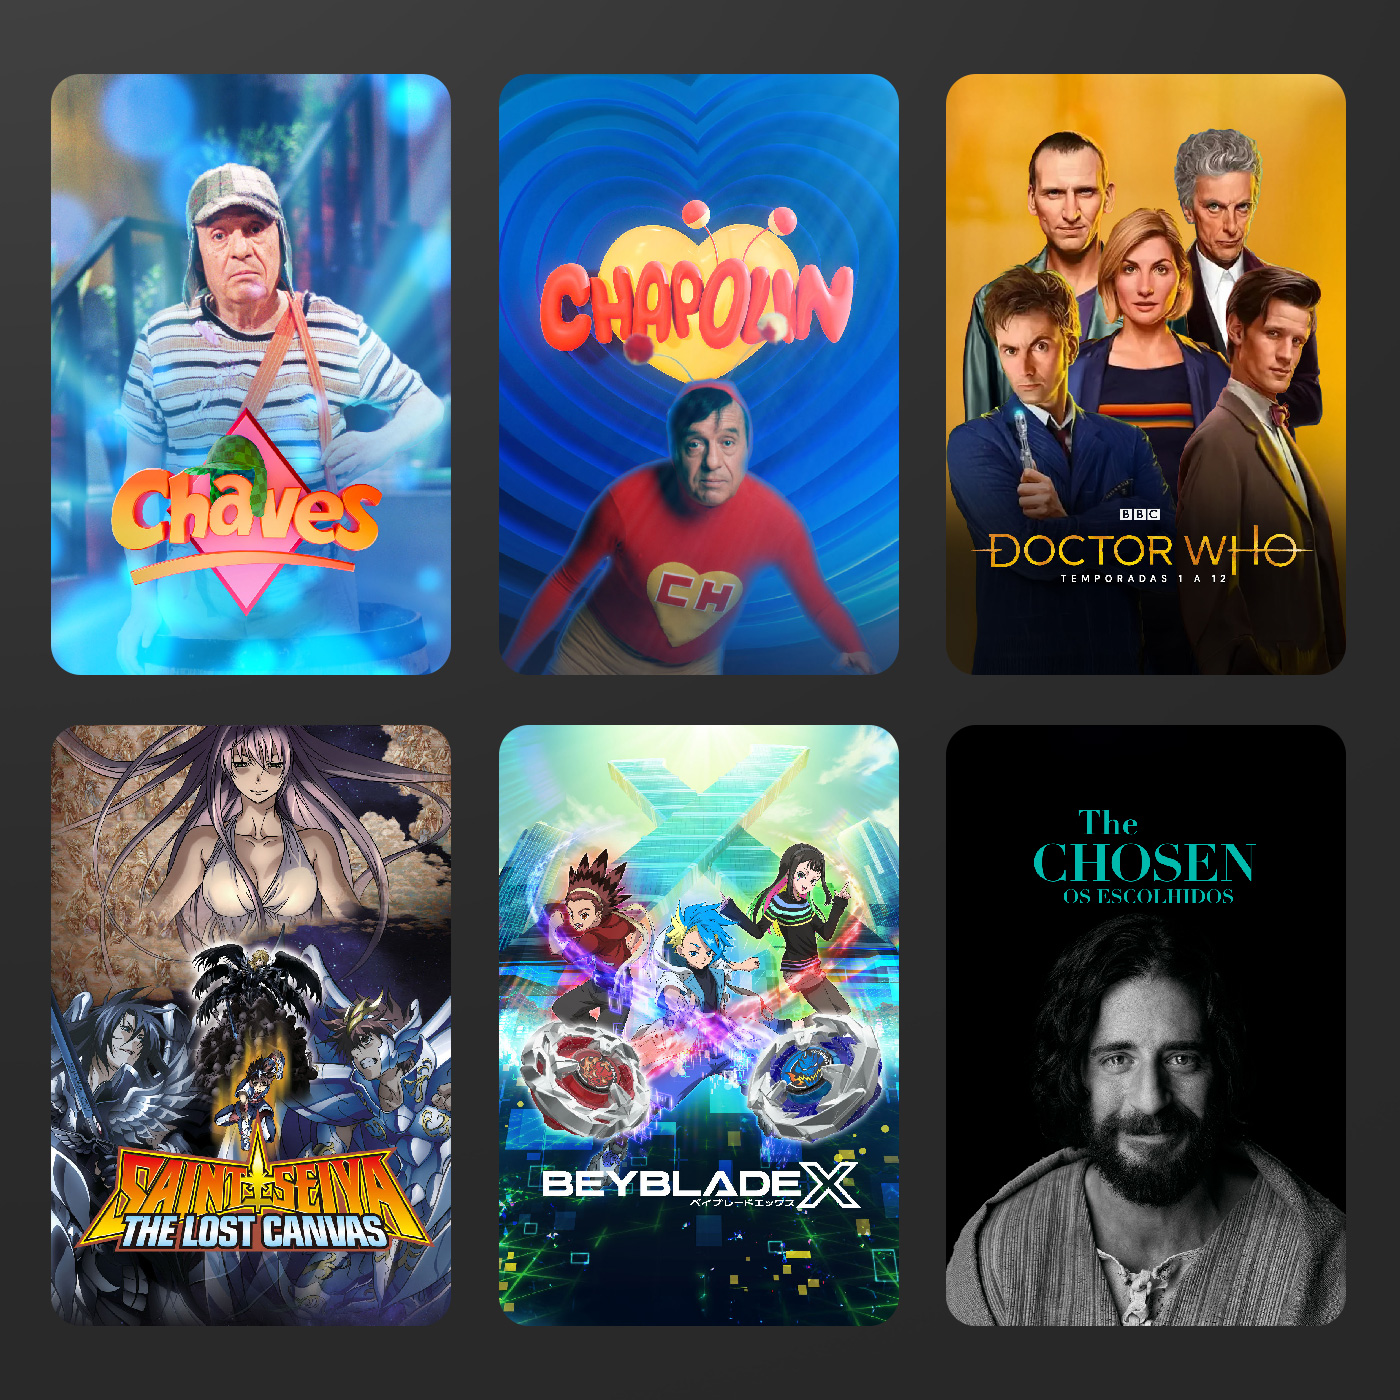 Chaves
CHAPOLIN
CH
BBC
DOCTOR WHO
TEMPORADAS 1 A 12
SAINT SEIYA
THE LOST CANVAS
BEYBLADE X
ベイブレードエックス
The
CHOSEN
OS ESCOLHIDOS